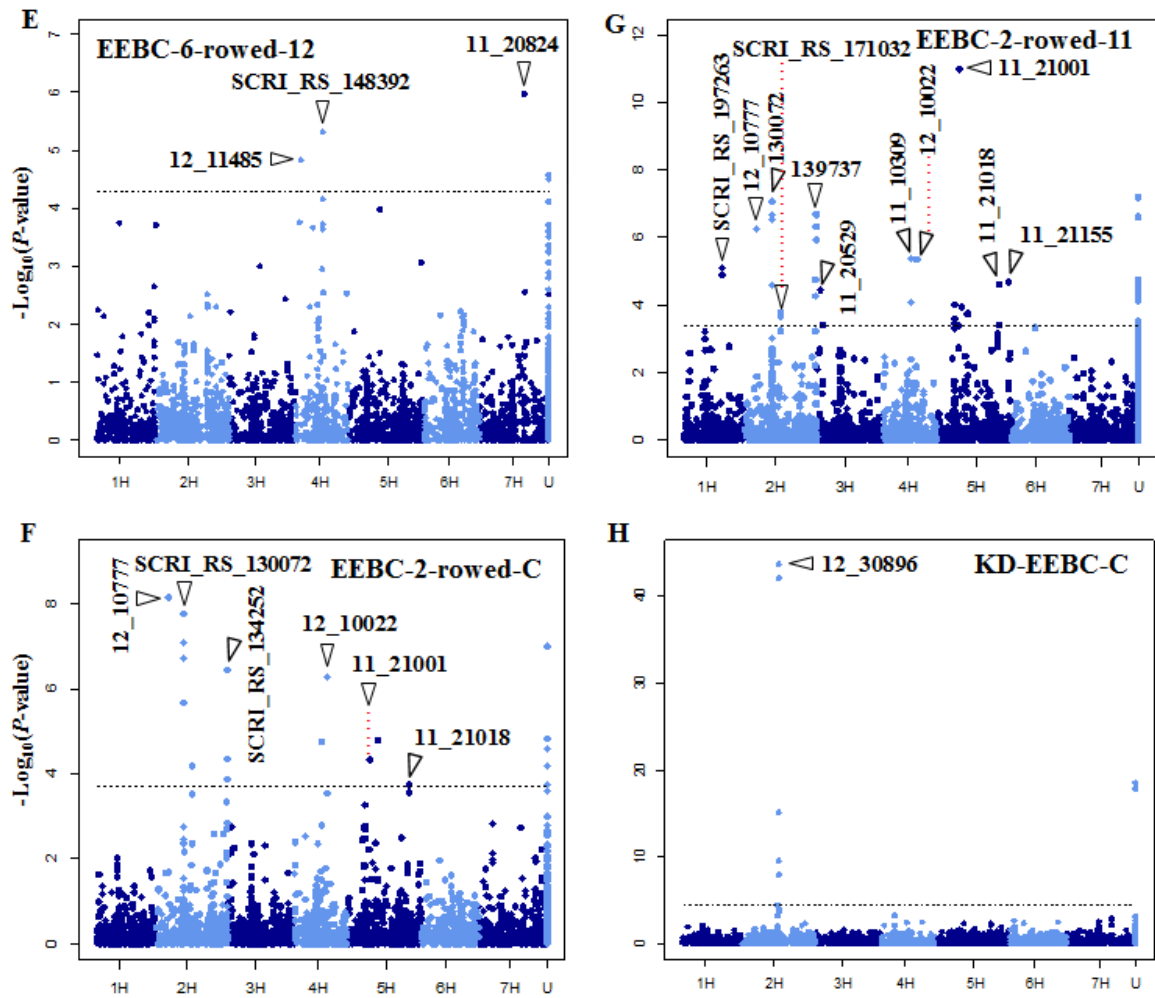 E
EEBC-6-rowed-12
11_20824
SCRI_RS_148392
12_11485
-Log10(P-value)
7
6
5
4
3
2
1
0
1H 2H 3H 4H 5H 6H 7H U
G
SCRI_RS_171032
EEBC-2-rowed-11
11_21001
SCRI_RS_197263
12_10777
130072
139737
11_20529
11_10309
12_10022
11_21018
11_21155
12
10
8
6
4
2
0
1H 2H 3H 4H 5H 6H 7H U
F
SCRI_RS_130072
EEBC-2-rowed-C
12_10777
SCRI_RS_134252
12_10022
11_21001
11_21018
-Log10(P-value)
8
6
4
2
0
1H 2H 3H 4H 5H 6H 7H U
H
12_30896
KD-EEBC-C
40
30
20
10
0
1H 2H 3H 4H 5H 6H 7H U